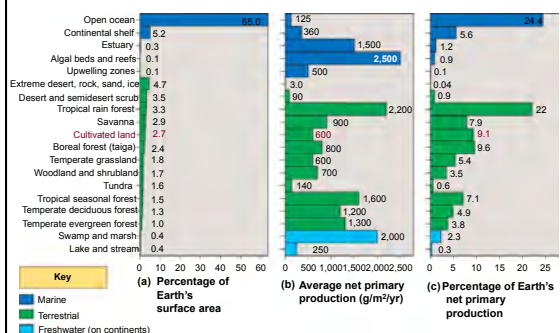 Open ocean 65.0 125 24.4
Continental shelf 5.2 360 5.6
Estuary 0.3 1,500 1.2
Algal beds and reefs 0.1 2,500 0.9
Upwelling zones 0.1 500 0.1
Extreme desert, rock, sand, ice 4.7 3.0 0.04
Desert and semidesert scrub 3.5 90 0.9
Tropical rain forest 3.3 2,200 22
Savanna 2.9 900 7.9
Cultivated land 2.7 600 9.1
Boreal forest (taiga) 2.4 800 9.6
Temperate grassland 1.8 600 5.4
Woodland and shrubland 1.7 700 3.5
Tundra 1.6 140 0.6
Tropical seasonal forest 1.5 1,600 7.1
Temperate deciduous forest 1.3 1,200 4.9
Temperate evergreen forest 1.0 1,300 3.8
Swamp and marsh 0.4 2,000 2.3
Lake and stream 0.4 250 0.3
0 10 20 30 40 50 60 0 500 1,000 1,500 2,000 2,500 0 5 10 15 20 25
Key
Marine
Terrestrial
Freshwater (on continents)
(a) Percentage of
Earth's
surface area
(b) Average net primary
production (g/m²/yr)
(c) Percentage of Earth's
net primary
production